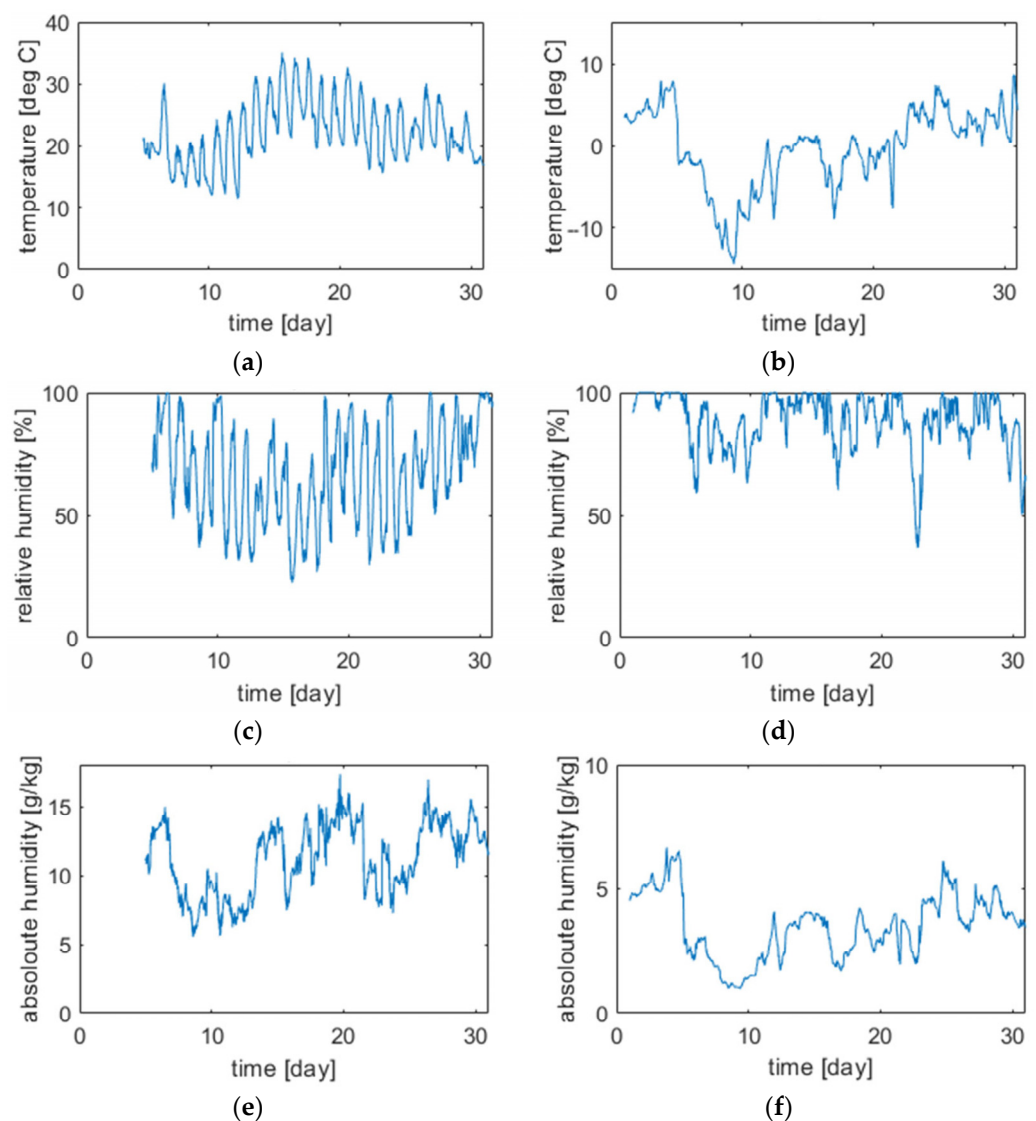 40
30
20
10
0
temperature [deg C]
0 10 20 30
time [day]
(a)
10
0
--10
temperature [deg C]
0 10 20 30
time [day]
(b)
100
50
0
relative humidity [%]
0 10 20 30
time [day]
(c)
100
50
0
relative humidity [%]
0 10 20 30
time [day]
(d)
15
10
5
0
absoloute humidity [g/kg]
0 10 20 30
time [day]
(e)
10
5
0
absoloute humidity [g/kg]
0 10 20 30
time [day]
(f)